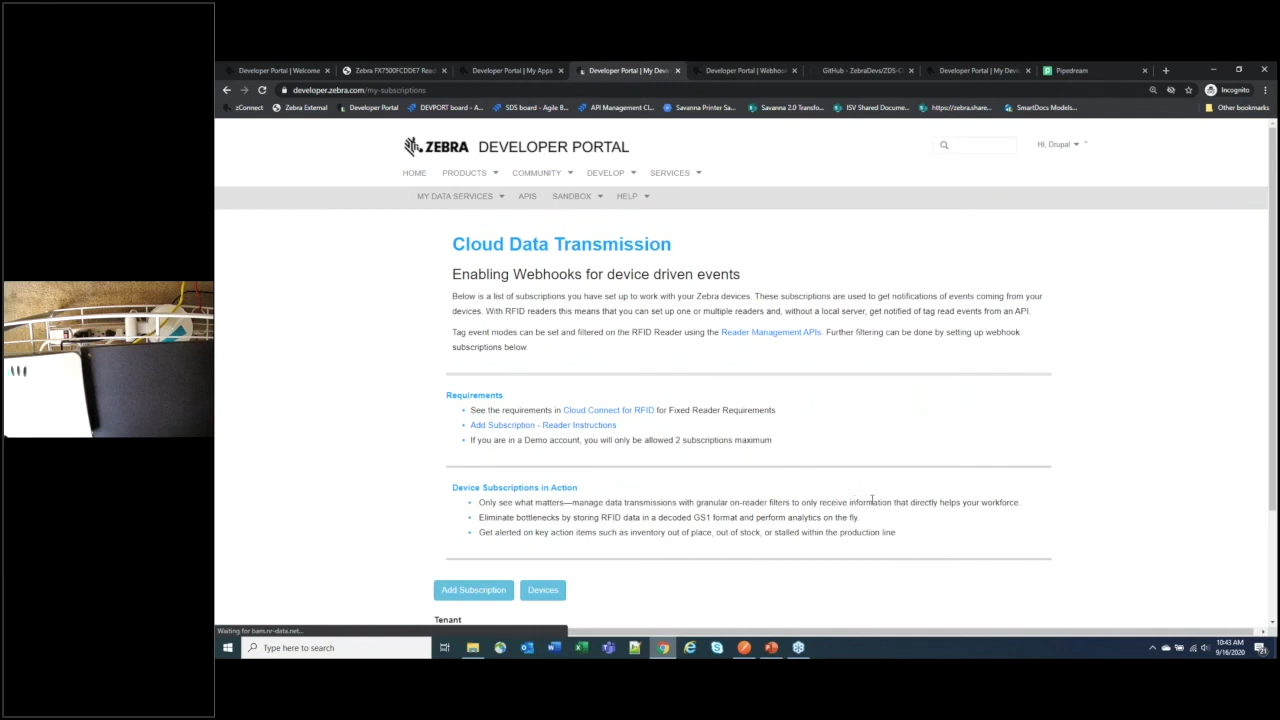 Developer Portal | Welcome
Zebra FX7500FCDDE7 Rea
Developer Portal | My Apps
Developer Portal | My Devi
Developer Portal | Webhook
GitHub - ZebraDevs/ZDS-C
Developer Portal | My Devi
Pipedream
developer.zebra.com/my-subscriptions
Incognito
zConnect
Zebra External
Developer Portal
DEVPORT board - A...
SDS board - Agile B...
API Management Cl...
Savanna Printer Sa...
Savanna 2.0 Transfo...
ISV Shared Docume...
https://zebra.share...
SmartDocs Models...
Other bookmarks
ZEBRA DEVELOPER PORTAL
Hi, Drupal
HOME PRODUCTS COMMUNITY DEVELOP SERVICES
MY DATA SERVICES APIS SANDBOX HELP
Cloud Data Transmission
Enabling Webhooks for device driven events
Below is a list of subscriptions you have set up to work with your Zebra devices. These subscriptions are used to get notifications of events coming from your
devices. With RFID readers this means that you can set up one or multiple readers and, without a local server, get notified of tag read events from an API.
Tag event modes can be set and filtered on the RFID Reader using the Reader Management APIs. Further filtering can be done by setting up webhook
subscriptions below.
Requirements
• See the requirements in Cloud Connect for RFID for Fixed Reader Requirements
• Add Subscription - Reader Instructions
• If you are in a Demo account, you will only be allowed 2 subscriptions maximum
Device Subscriptions in Action
• Only see what matters—manage data transmissions with granular on-reader filters to only receive information that directly helps your workforce.
• Eliminate bottlenecks by storing RFID data in a decoded GS1 format and perform analytics on the fly.
• Get alerted on key action items such as inventory out of place, out of stock, or stalled within the production line
Add Subscription
Devices
Tenant
Waiting for bam.nr-data.net...
Type here to search
10:43 AM
9/16/2020